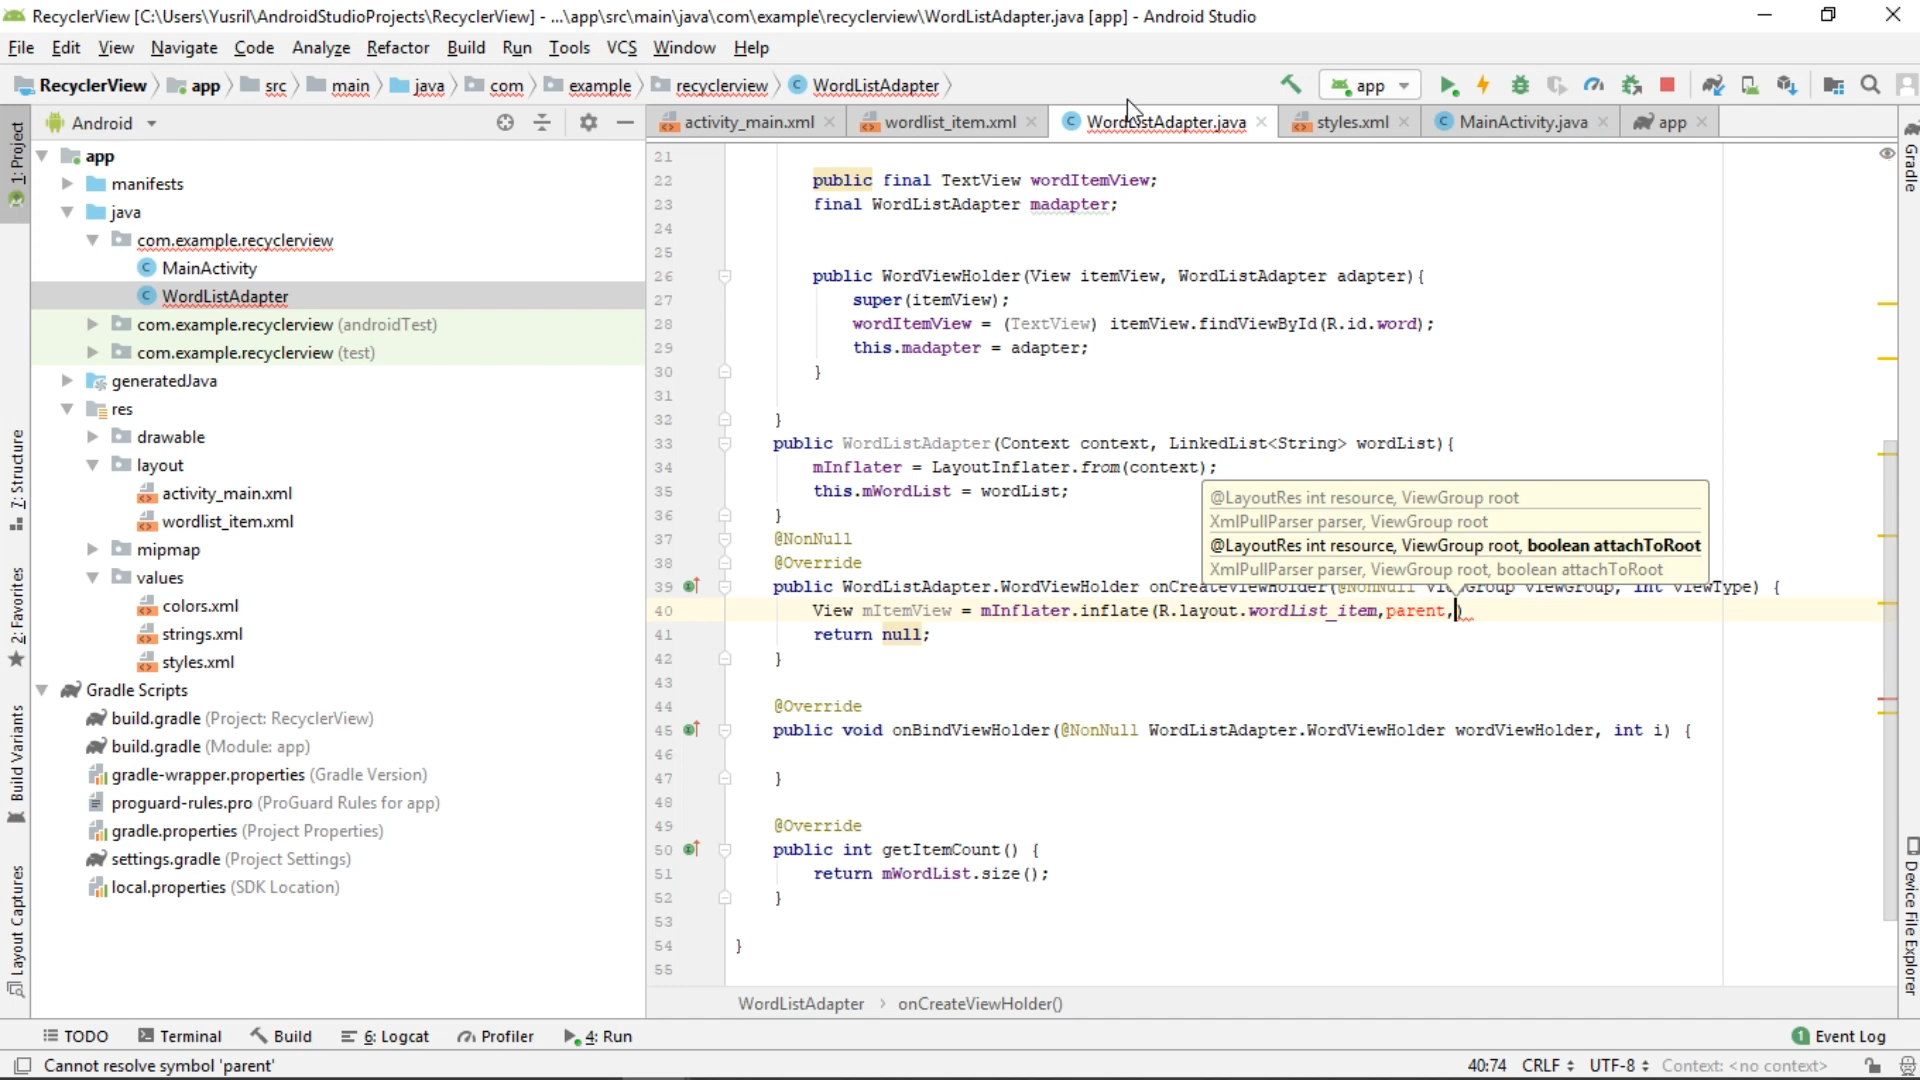 RecyclerView [C:\Users\Yusril\AndroidStudioProjects\RecyclerView] - ...\app\src\main\java\com\example\recyclerview\WordListAdapter.java [app] - Android Studio
File Edit View Navigate Code Analyze Refactor Build Run Tools VCS Window Help
RecyclerView app src main java com example recyclerview WordListAdapter app
Android activity_main.xml wordlist_item.xml WordListAdapter.java styles.xml MainActivity.java app
1: Project
7: Structure
2: Favorites
Build Variants
Layout Captures
app
manifests
java
com.example.recyclerview
MainActivity
WordListAdapter
com.example.recyclerview (androidTest)
com.example.recyclerview (test)
generatedJava
res
drawable
layout
activity_main.xml
wordlist_item.xml
mipmap
values
colors.xml
strings.xml
styles.xml
Gradle Scripts
build.gradle (Project: RecyclerView)
build.gradle (Module: app)
gradle-wrapper.properties (Gradle Version)
proguard-rules.pro (ProGuard Rules for app)
gradle.properties (Project Properties)
settings.gradle (Project Settings)
local.properties (SDK Location)
21
22 public final TextView wordItemView;
23 final WordListAdapter madapter;
24
25
26 public WordViewHolder(View itemView, WordListAdapter adapter){
27 super(itemView);
28 wordItemView = (TextView) itemView.findViewById(R.id.word);
29 this.madapter = adapter;
30 }
31
32 }
33 public WordListAdapter(Context context, LinkedList<String> wordList){
34 mInflater = LayoutInflater.from(context);
35 this.mWordList = wordList;
36 }
37 @NonNull
38 @Override
39 public WordListAdapter.WordViewHolder onCreateViewHolder(@NonNull ViewGroup viewGroup, int viewType) {
40 View mItemView = mInflater.inflate(R.layout.wordlist_item,parent,)
41 return null;
42 }
43
44 @Override
45 public void onBindViewHolder(@NonNull WordListAdapter.WordViewHolder wordViewHolder, int i) {
46
47 }
48
49 @Override
50 public int getItemCount() {
51 return mWordList.size();
52 }
53
54 }
55
@LayoutRes int resource, ViewGroup root
XmlPullParser parser, ViewGroup root
@LayoutRes int resource, ViewGroup root, boolean attachToRoot
XmlPullParser parser, ViewGroup root, boolean attachToRoot
WordListAdapter onCreateViewHolder()
Gradle
Device File Explorer
TODO Terminal Build 6: Logcat Profiler 4: Run 1 Event Log
Cannot resolve symbol 'parent' 40:74 CRLF UTF-8 Context: <no context>